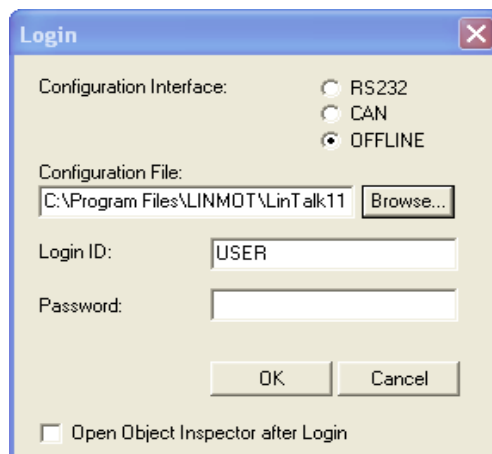 Login
Configuration Interface:
RS232
CAN
OFFLINE
Configuration File:
C:\Program Files\LINMOT\LinTalk11
Browse...
Login ID:
USER
Password:
OK
Cancel
Open Object Inspector after Login